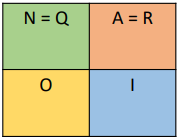 N = Q A = R
O I